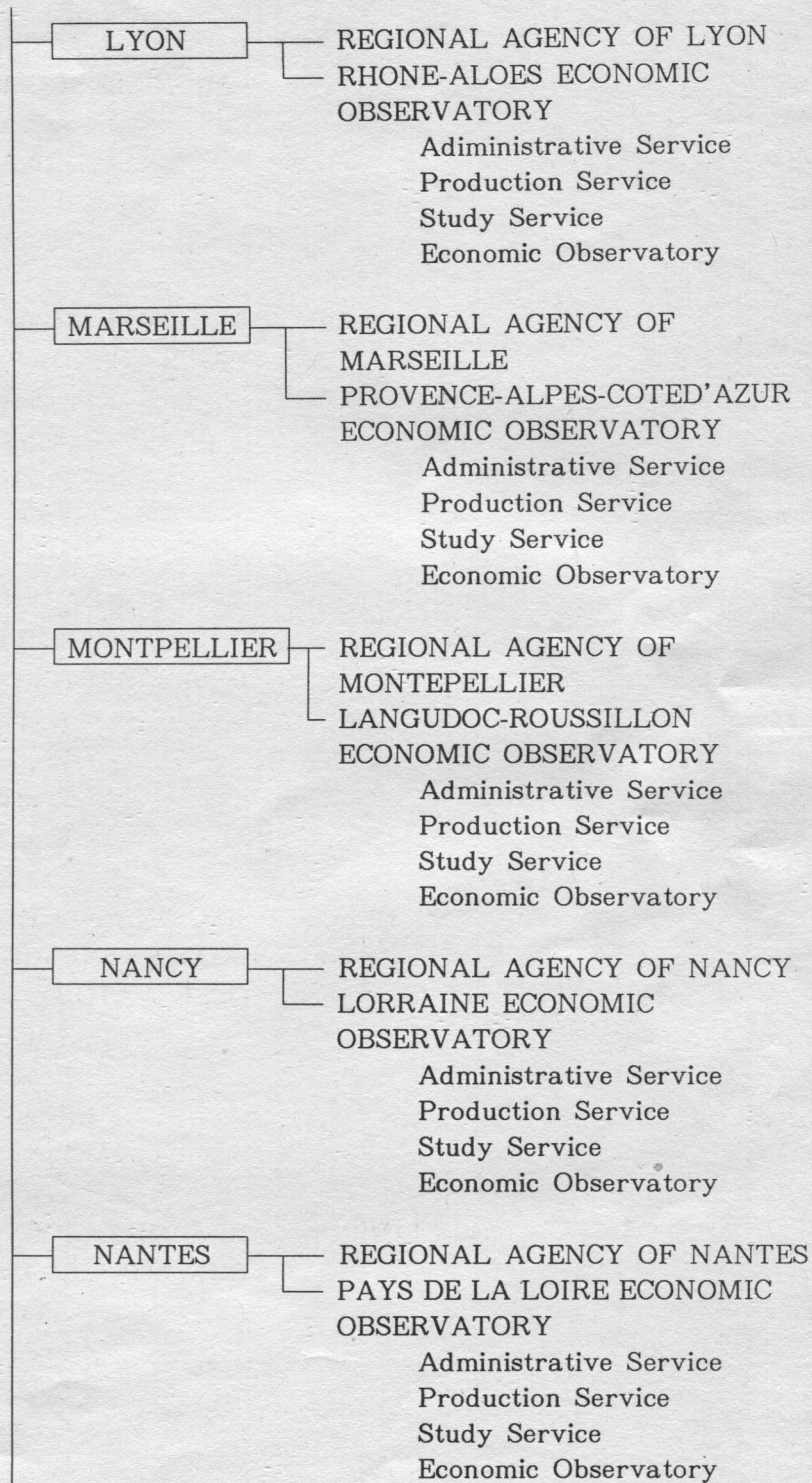 LYON REGIONAL AGENCY OF LYON
RHONE-ALOES ECONOMIC
OBSERVATORY
Adiministrative Service
Production Service
Study Service
Economic Observatory
MARSEILLE REGIONAL AGENCY OF
MARSEILLE
PROVENCE-ALPES-COTED'AZUR
ECONOMIC OBSERVATORY
Administrative Service
Production Service
Study Service
Economic Observatory
MONTPELLIER REGIONAL AGENCY OF
MONTEPELLIER
LANGUDOC-ROUSSILLON
ECONOMIC OBSERVATORY
Administrative Service
Production Service
Study Service
Economic Observatory
NANCY REGIONAL AGENCY OF NANCY
LORRAINE ECONOMIC
OBSERVATORY
Administrative Service
Production Service
Study Service
Economic Observatory
NANTES REGIONAL AGENCY OF NANTES
PAYS DE LA LOIRE ECONOMIC
OBSERVATORY
Administrative Service
Production Service
Study Service
Economic Observatory